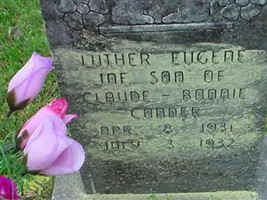 LUTHER EUGENE
INF SON OF
CLAUDE - BONNIE
CONNER
APR 8 1931
JULY 3 1932